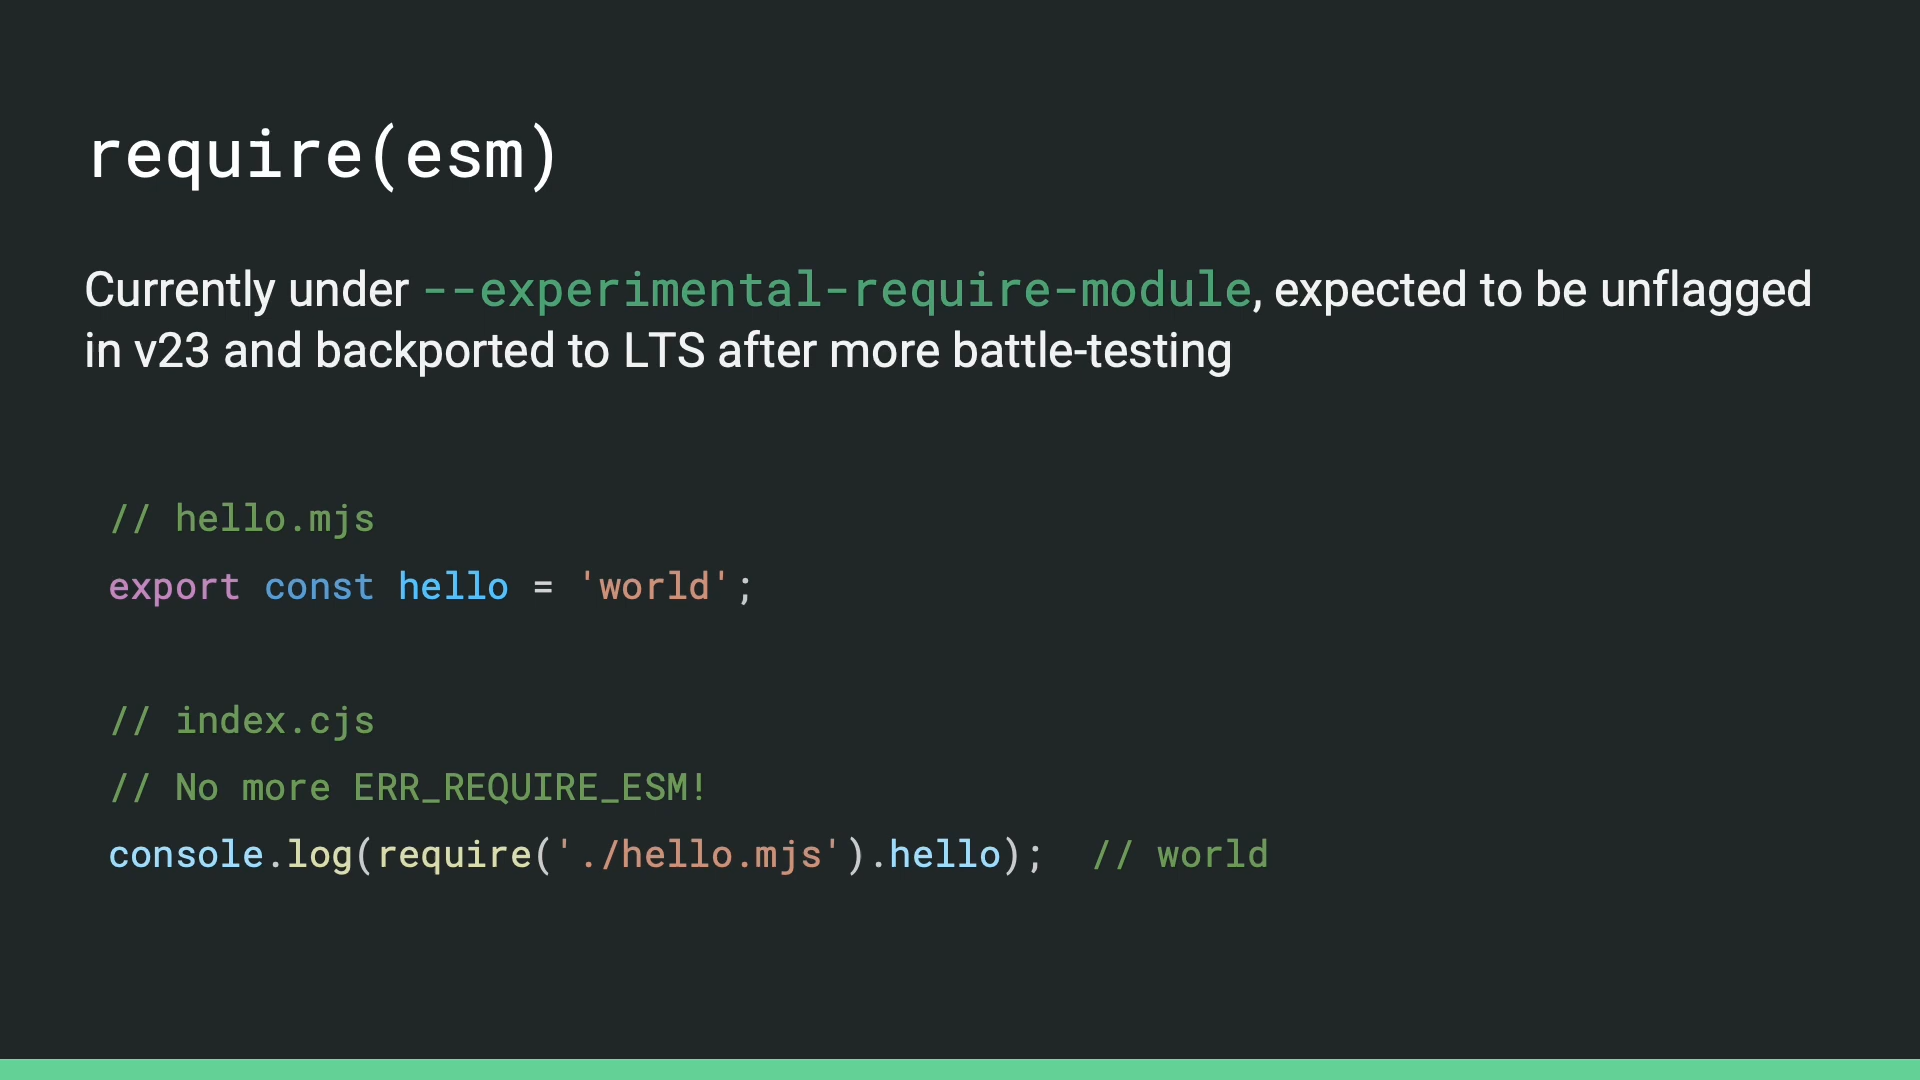 require(esm)
Currently under --experimental-require-module, expected to be unflagged
in v23 and backported to LTS after more battle-testing
// hello.mjs
export const hello = 'world';
// index.cjs
// No more ERR_REQUIRE_ESM!
console.log(require('./hello.mjs').hello);  // world